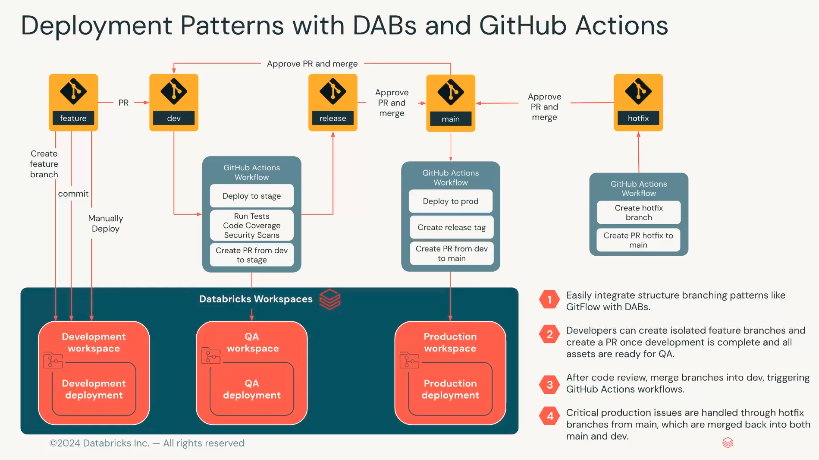 Deployment Patterns with DABs and GitHub Actions
Approve PR and merge
feature
PR
dev
release
Approve
PR and
merge
main
Approve
PR and
merge
hotfix
Create
feature
branch
commit
Manually
Deploy
GitHub Actions
Workflow
Deploy to stage
Run Tests
Code Coverage
Security Scans
Create PR from dev
to stage
GitHub Actions
Workflow
Deploy to prod
Create release tag
Create PR from dev
to main
GitHub Actions
Workflow
Create hotfix
branch
Create PR hotfix to
main
Databricks Workspaces
Development
workspace
Development
deployment
QA
workspace
QA
deployment
Production
workspace
Production
deployment
1
Easily integrate structure branching patterns like
GitFlow with DABs.
2
Developers can create isolated feature branches and
create a PR once development is complete and all
assets are ready for QA.
3
After code review, merge branches into dev, triggering
GitHub Actions workflows.
4
Critical production issues are handled through hotfix
branches from main, which are merged back into both
main and dev.
©2024 Databricks Inc. — All rights reserved